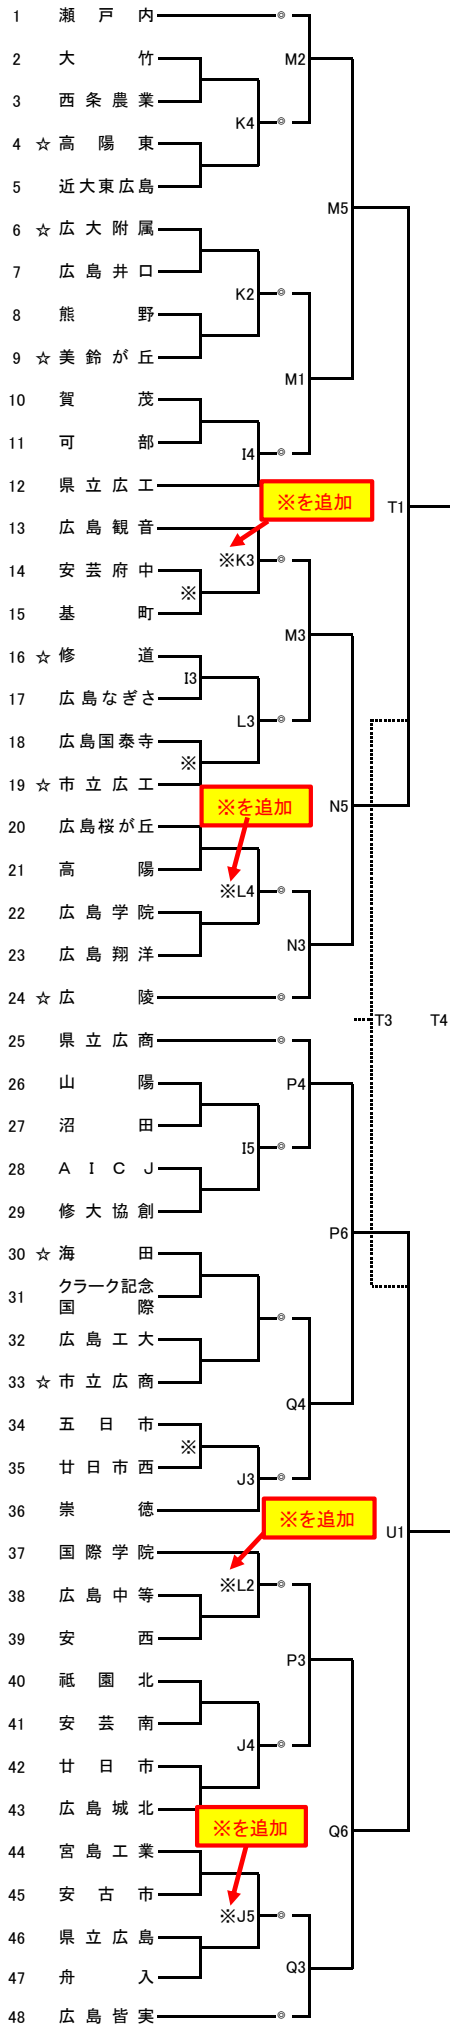 1 瀬戸内 ◎
M2
2 大竹
3 西条農業
K4 ◎
4 ☆ 高陽東
5 近大東広島
M5
6 ☆ 広大附属
7 広島井口
K2 ◎
8 熊野
9 ☆ 美鈴が丘
M1
10 賀茂
11 可部
I4 ◎
12 県立広工
※を追加
T1
13 広島観音
※K3 ◎
14 安芸府中
※
15 基町
M3
16 ☆ 修道
I3
17 広島なぎさ
L3 ◎
18 広島国泰寺
※
19 ☆ 市立広工
※を追加
N5
20 広島桜が丘
21 高陽
※L4 ◎
22 広島学院
N3
23 広島翔洋
24 ☆ 広陵 ◎
T3 T4
25 県立広商 ◎
P4
26 山陽
27 沼田
I5 ◎
28 AICJ
29 修大協創
P6
30 ☆ 海田
31 クラーク記念
国際
◎
32 広島工大
33 ☆ 市立広商
Q4
34 五日市
※
35 廿日市西
J3 ◎
36 崇徳
※を追加
U1
37 国際学院
※L2 ◎
38 広島中等
39 安西
P3
40 祇園北
41 安芸南
J4 ◎
42 廿日市
43 広島城北
※を追加
Q6
44 宮島工業
45 安古市
※J5 ◎
46 県立広島
Q3
47 舟入
48 広島皆実 ◎